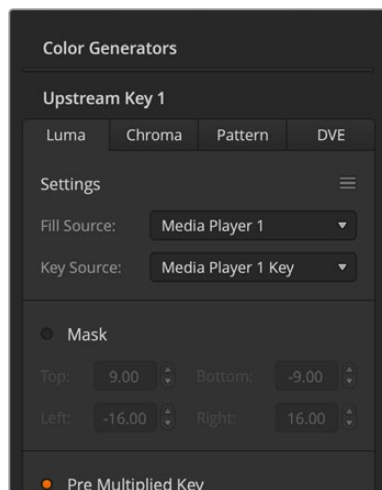 Color Generators
Upstream Key 1
Luma Chroma Pattern DVE
Settings
Fill Source: Media Player 1
Key Source: Media Player 1 Key
Mask
Top: 9.00 Bottom: -9.00
Left: -16.00 Right: 16.00
Pre Multiplied Key